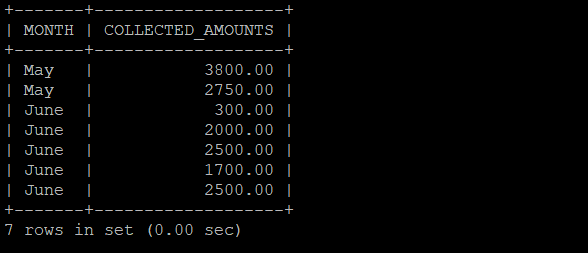 +-------+-------------------+
| MONTH | COLLECTED_AMOUNTS |
+-------+-------------------+
| May   |           3800.00 |
| May   |           2750.00 |
| June  |            300.00 |
| June  |           2000.00 |
| June  |           2500.00 |
| June  |           1700.00 |
| June  |           2500.00 |
+-------+-------------------+
7 rows in set (0.00 sec)